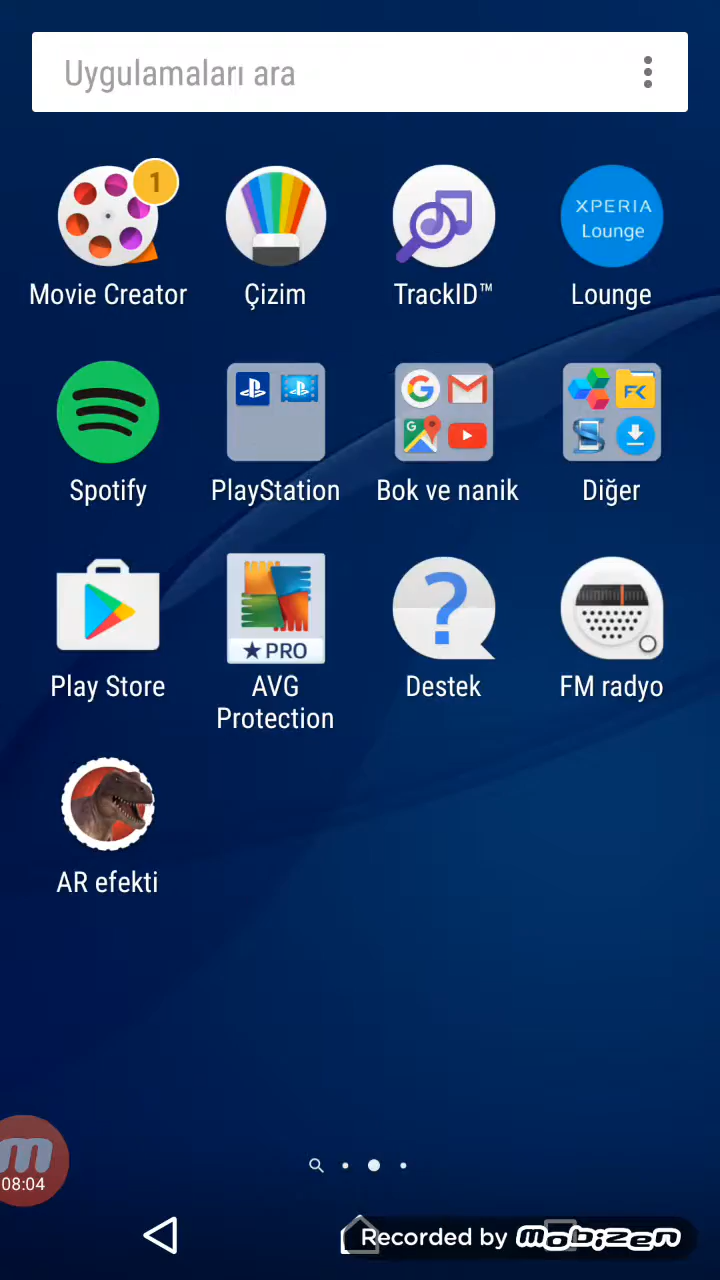 Uygulamaları ara
1
XPERIA
Lounge
Movie Creator
Çizim
TrackID™
Lounge
Spotify
PlayStation
Bok ve nanik
Diğer
★ PRO
Play Store
AVG
Protection
Destek
FM radyo
AR efekti
08:04
Recorded by mobizen